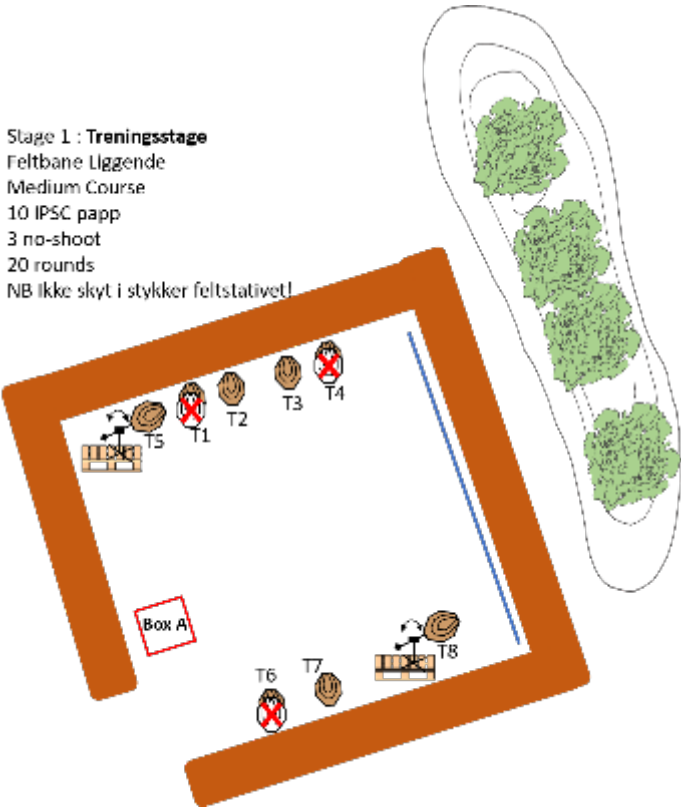 Stage 1 : Treningsstage
Feltbane Liggende
Medium Course
10 IPSC papp
3 no-shoot
20 rounds
NB Ikke skyt i stykker feltstativet!
T4
T3
T2
T1
T5
Box A
T8
T7
T6